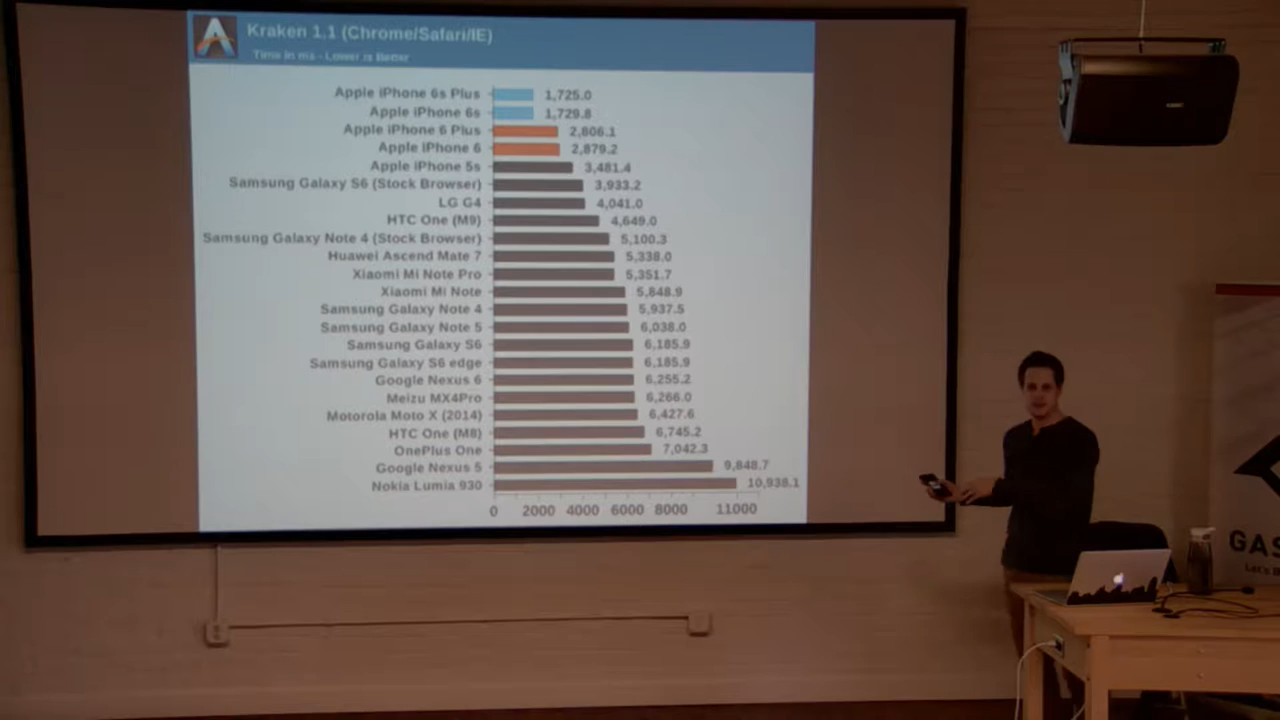 Kraken 1.1 (Chrome/Safari/IE)
Time in ms - Lower is Better
Apple iPhone 6s Plus 1,725.0
Apple iPhone 6s 1,729.8
Apple iPhone 6 Plus 2,806.1
Apple iPhone 6 2,879.2
Apple iPhone 5s 3,481.4
Samsung Galaxy S6 (Stock Browser) 3,933.2
LG G4 4,041.0
HTC One (M9) 4,649.0
Samsung Galaxy Note 4 (Stock Browser) 5,100.3
Huawei Ascend Mate 7 5,338.0
Xiaomi Mi Note Pro 5,351.7
Xiaomi Mi Note 5,848.9
Samsung Galaxy Note 4 5,937.5
Samsung Galaxy Note 5 6,038.0
Samsung Galaxy S6 6,185.9
Samsung Galaxy S6 edge 6,185.9
Google Nexus 6 6,255.2
Meizu MX4Pro 6,266.0
Motorola Moto X (2014) 6,427.6
HTC One (M8) 6,745.2
OnePlus One 7,042.3
Google Nexus 5 9,848.7
Nokia Lumia 930 10,938.1
0 2000 4000 6000 8000 11000
GAS
Let's B